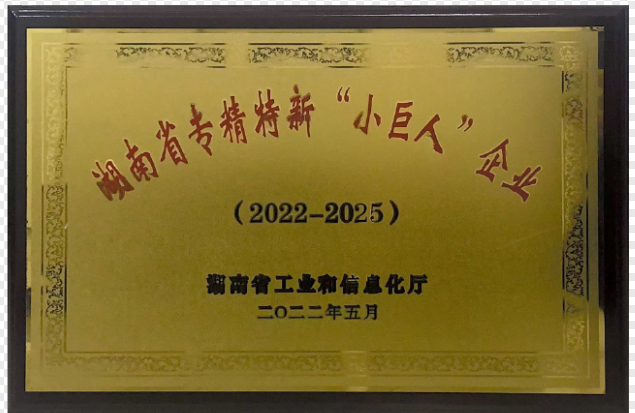 湖南省专精特新“小巨人”企业
（2022-2025）
湖南省工业和信息化厅
二〇二二年五月